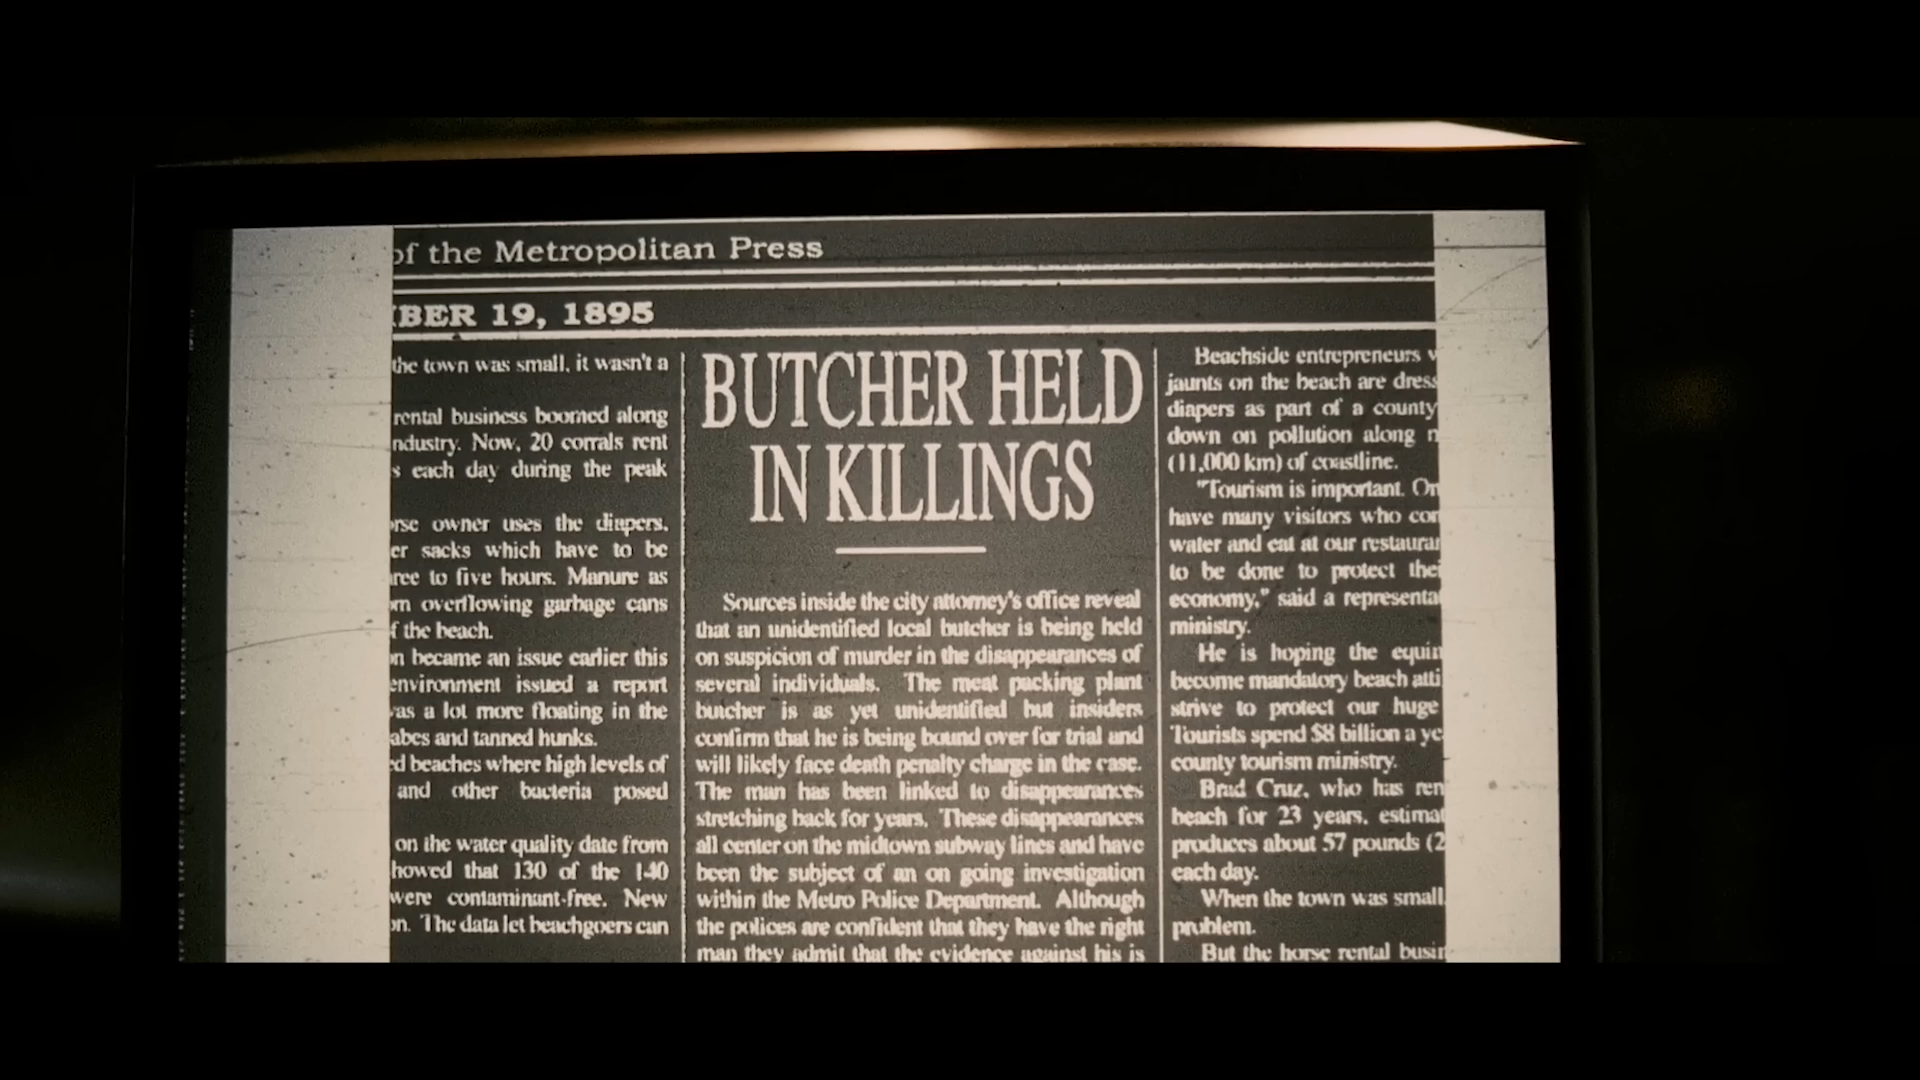 of the Metropolitan Press
BER 19, 1895
the town was small, it wasn't a
rental business boomed along
ndustry. Now, 20 corrals rent
s each day during the peak
rse owner uses the diapers,
er sacks which have to be
ree to five hours. Manure as
m overflowing garbage cans
f the beach.
n became an issue earlier this
environment issued a report
was a lot more floating in the
abes and tanned hunks.
ed beaches where high levels of
and other bacteria posed
on the water quality date from
howed that 130 of the 140
were contaminant-free. New
on. The data let beachgoers can
BUTCHER HELD
IN KILLINGS
Sources inside the city attorney's office reveal
that an unidentified local butcher is being held
on suspicion of murder in the disappearances of
several individuals. The meat packing plant
butcher is as yet unidentified but insiders
confirm that he is being bound over for trial and
will likely face death penalty charge in the case.
The man has been linked to disappearances
stretching back for years. These disappearances
all center on the midtown subway lines and have
been the subject of an on going investigation
within the Metro Police Department. Although
the polices are confident that they have the right
man they admit that the evidence against his is
Beachside entrepreneurs
jaunts on the beach are dress
diapers as part of a county
down on pollution along
(11,000 km) of coastline.
"Tourism is important. On
have many visitors who con
water and eat at our restaurar
to be done to protect thei
economy," said a representa
ministry.
He is hoping the equin
become mandatory beach atti
strive to protect our huge
Tourists spend $8 billion a ye
county tourism ministry.
Brad Cruz, who has ren
beach for 23 years, estimat
produces about 57 pounds (2
each day.
When the town was small
problem.
But the horse rental busin